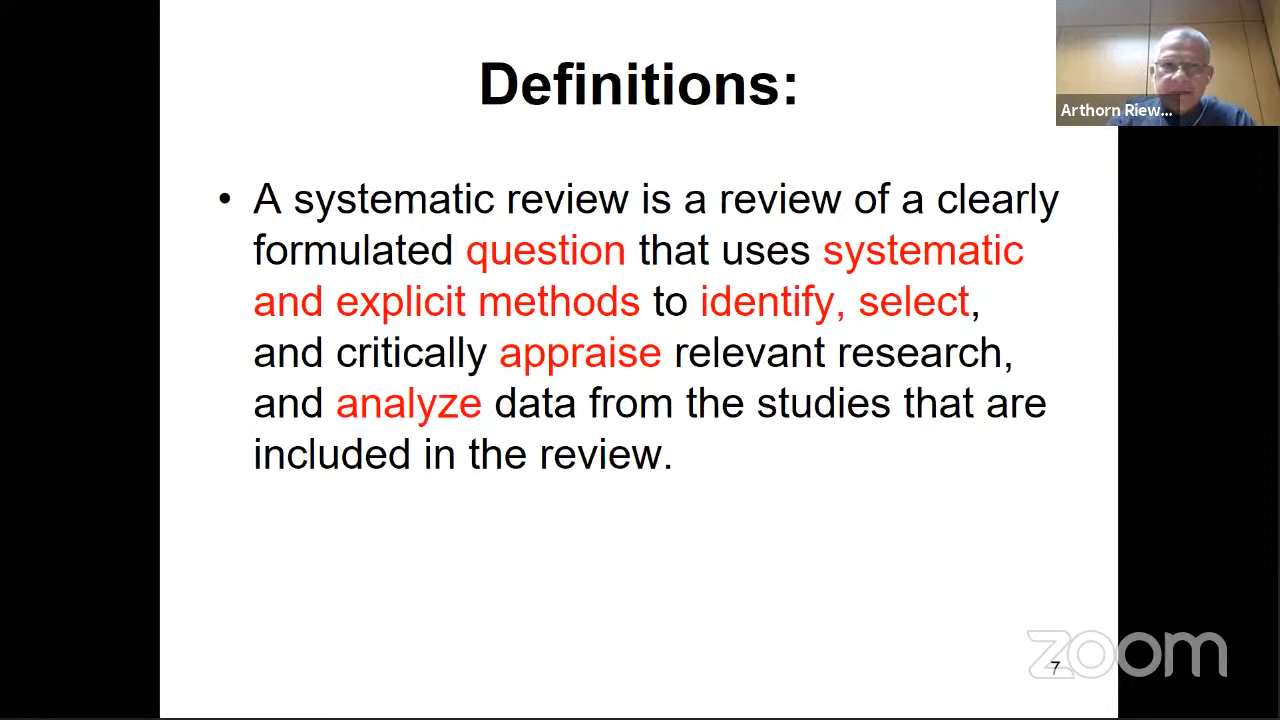 Definitions:
Arthorn Riew...
• A systematic review is a review of a clearly
formulated question that uses systematic
and explicit methods to identify, select,
and critically appraise relevant research,
and analyze data from the studies that are
included in the review.
zoom
7